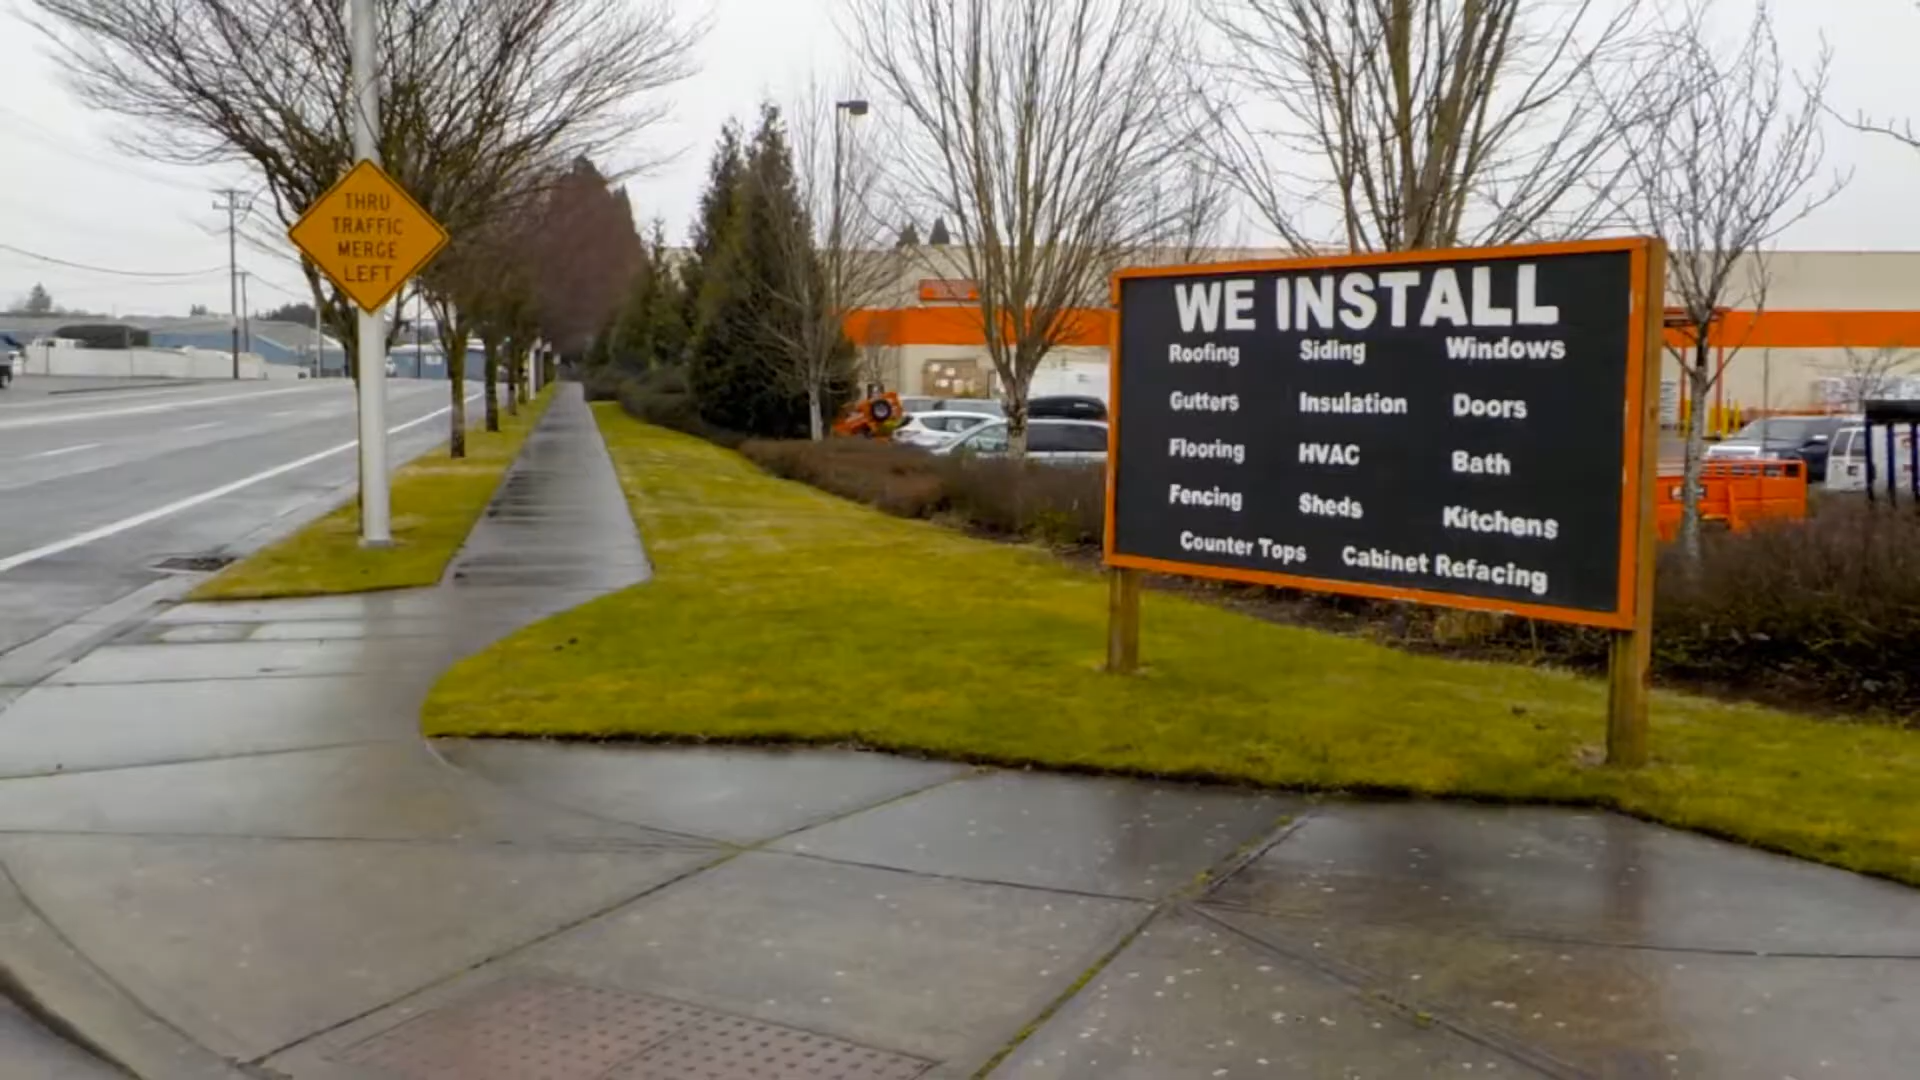 THRU
TRAFFIC
MERGE
LEFT
WE INSTALL
Roofing Siding Windows
Gutters Insulation Doors
Flooring HVAC Bath
Fencing Sheds Kitchens
Counter Tops Cabinet Refacing